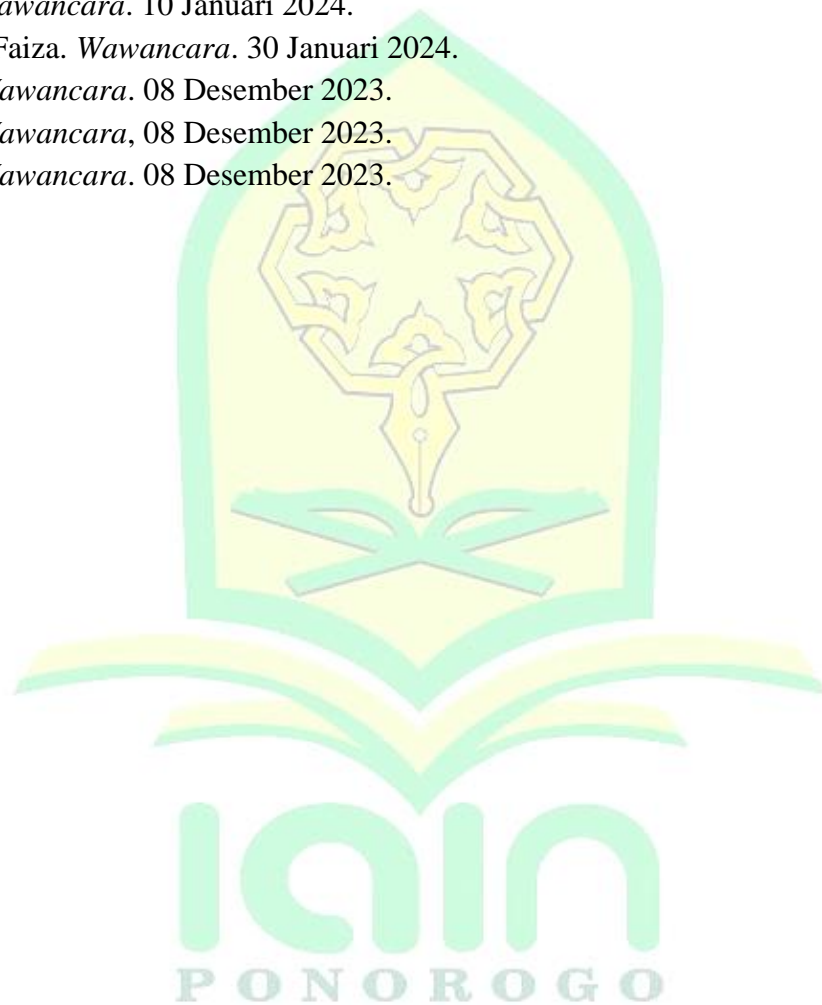 awancara. 10 Januari 2024.
Faiza. Wawancara. 30 Januari 2024.
awancara. 08 Desember 2023.
awancara, 08 Desember 2023.
awancara. 08 Desember 2023.
IAIN
PONOROGO